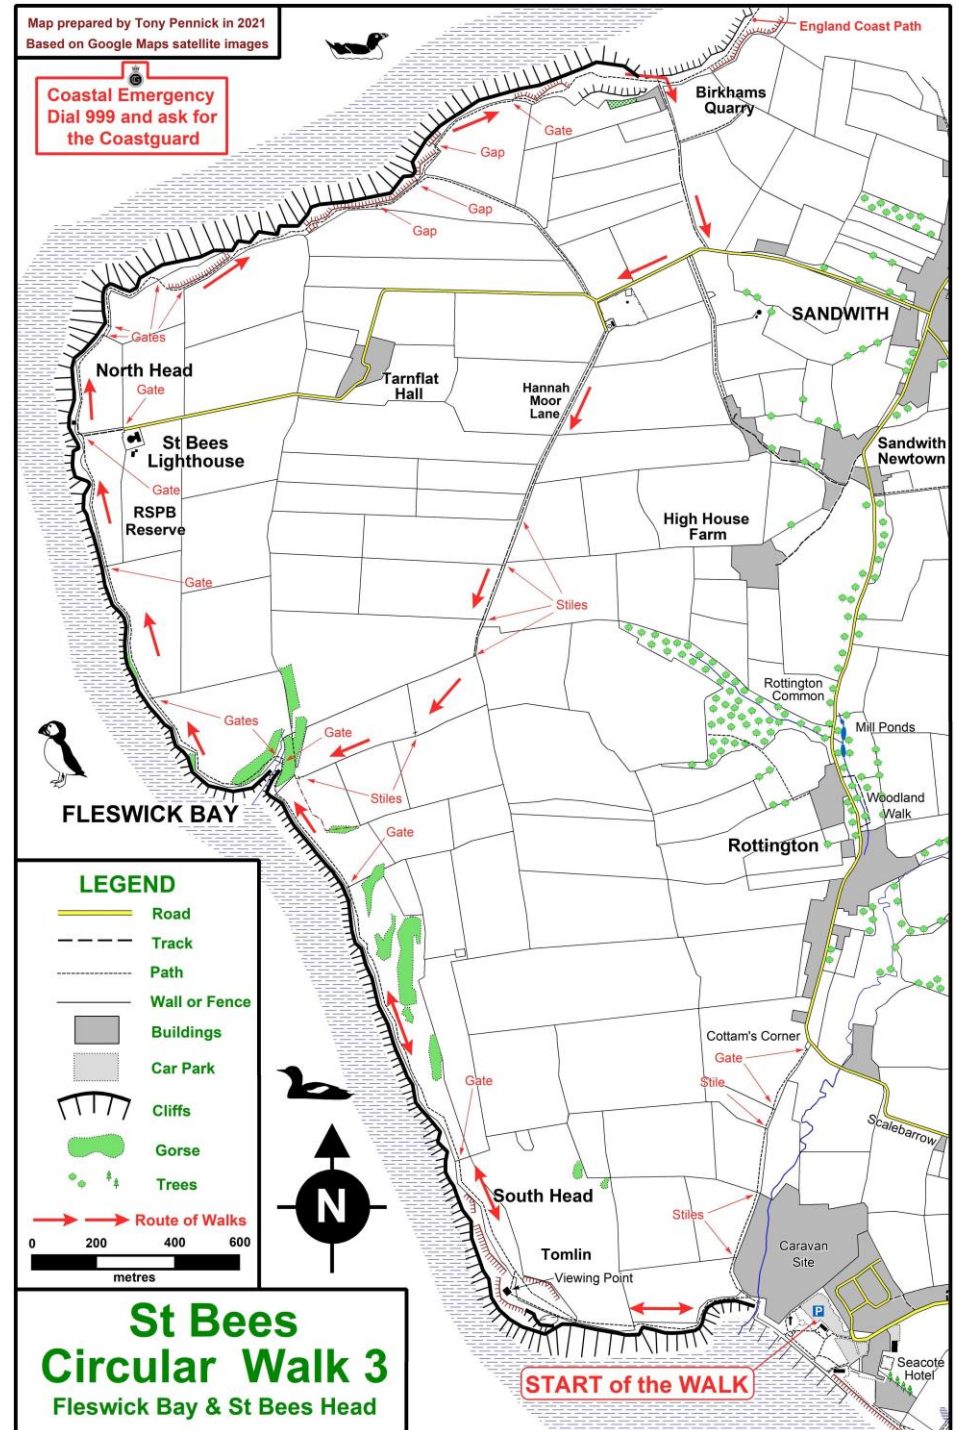 Map prepared by Tony Pennick in 2021
Based on Google Maps satellite images
Coastal Emergency
Dial 999 and ask for
the Coastguard
England Coast Path
Birkhams
Quarry
Gate
Gap
Gap
Gap
Gates
North Head
Gate
SANDWITH
Tarnflat
Hall
Hannah
Moor
Lane
St Bees
Lighthouse
Sandwith
Newtown
Gate
RSPB
Reserve
High House
Farm
Gate
Stiles
Rottington
Common
Gates
Gate
Mill Ponds
Stiles
Woodland
Walk
FLESWICK BAY
Gate
Rottington
LEGEND
Road
Track
Path
Wall or Fence
Buildings
Car Park
Cliffs
Gorse
Trees
Route of Walks
0 200 400 600
metres
N
Cottam's Corner
Gate
Gate
Stile
Scalebarrow
South Head
Stiles
Tomlin
Viewing Point
Caravan
Site
P
Seacote
Hotel
START of the WALK
St Bees
Circular Walk 3
Fleswick Bay & St Bees Head